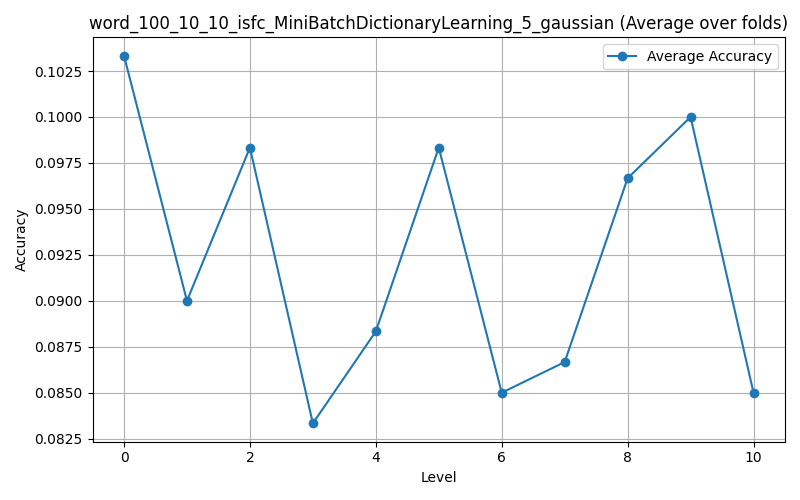 word_100_10_10_isfc_MiniBatchDictionaryLearning_5_gaussian (Average over folds)
Average Accuracy
0.1025
0.1000
0.0975
0.0950
0.0925
0.0900
0.0875
0.0850
0.0825
Accuracy
0 2 4 6 8 10
Level